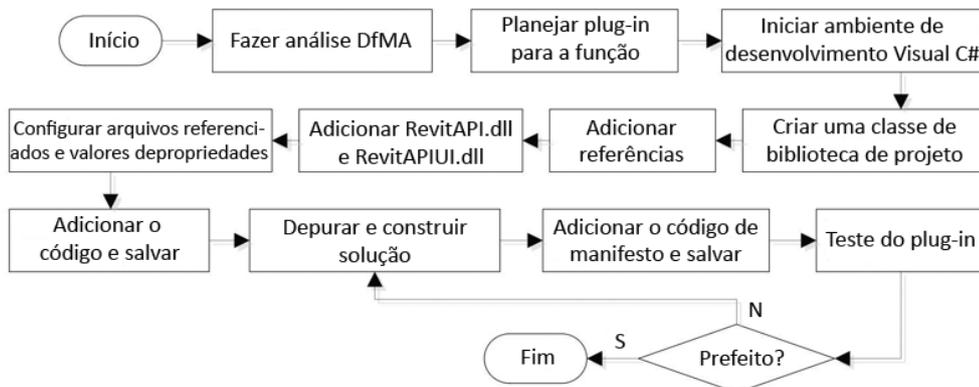 Início
Fazer análise DfMA
Planejar plug-in
para a função
Iniciar ambiente de
desenvolvimento Visual C#
Criar uma classe de
biblioteca de projeto
Adicionar
referências
Adicionar RevitAPI.dll
e RevitAPIUI.dll
Configurar arquivos referenci-
ados e valores depropriedades
Adicionar o
código e salvar
Depurar e construir
solução
Adicionar o código de
manifesto e salvar
Teste do plug-in
Prefeito?
N
S
Fim